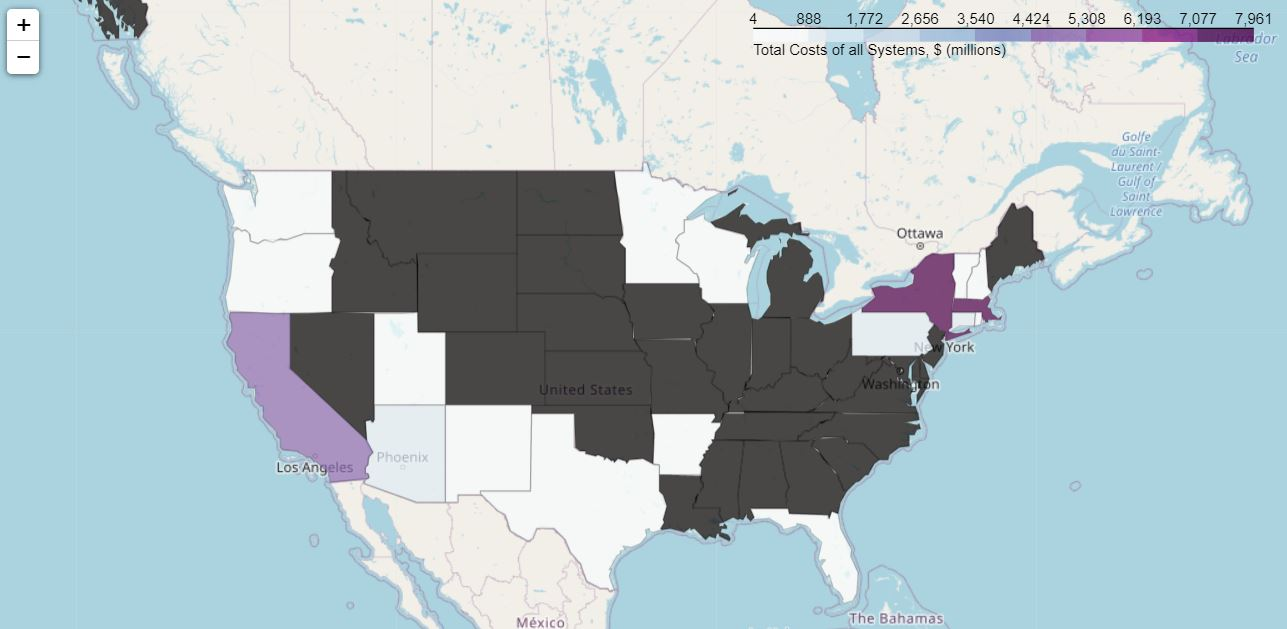 +
−
4 888 1,772 2,656 3,540 4,424 5,308 6,193 7,077 7,961
Total Costs of all Systems, $ (millions)
Labrador
Sea
Golfe
du Saint-
Laurent /
Gulf of
Saint
Lawrence
Ottawa
New York
Washington
United States
Phoenix
Los Angeles
México
The Bahamas